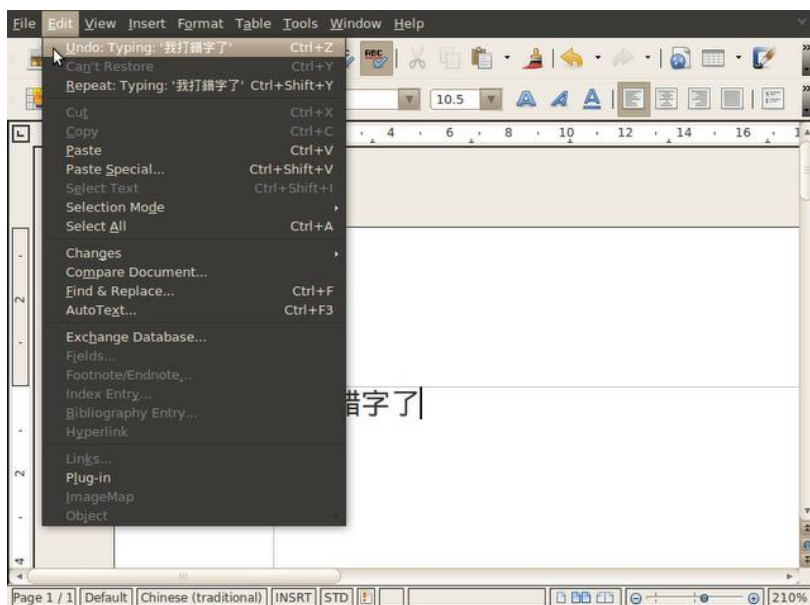 File Edit View Insert Format Table Tools Window Help
Undo: Typing: '我打錯字了' Ctrl+Z
Can't Restore Ctrl+Y
Repeat: Typing: '我打錯字了' Ctrl+Shift+Y
ABC
10.5
Cut Ctrl+X
Copy Ctrl+C
4 6 8 10 12 14 16
Paste Ctrl+V
Paste Special... Ctrl+Shift+V
Select Text Ctrl+Shift+I
Selection Mode
Select All Ctrl+A
Changes
Compare Document...
Find & Replace... Ctrl+F
AutoText... Ctrl+F3
Exchange Database...
Fields...
Footnote/Endnote...
Index Entry...
錯字了
Bibliography Entry...
Hyperlink
Links...
Plug-in
ImageMap
Object
2
2
4
Page 1 / 1 Default Chinese (traditional) INSRT STD 210%